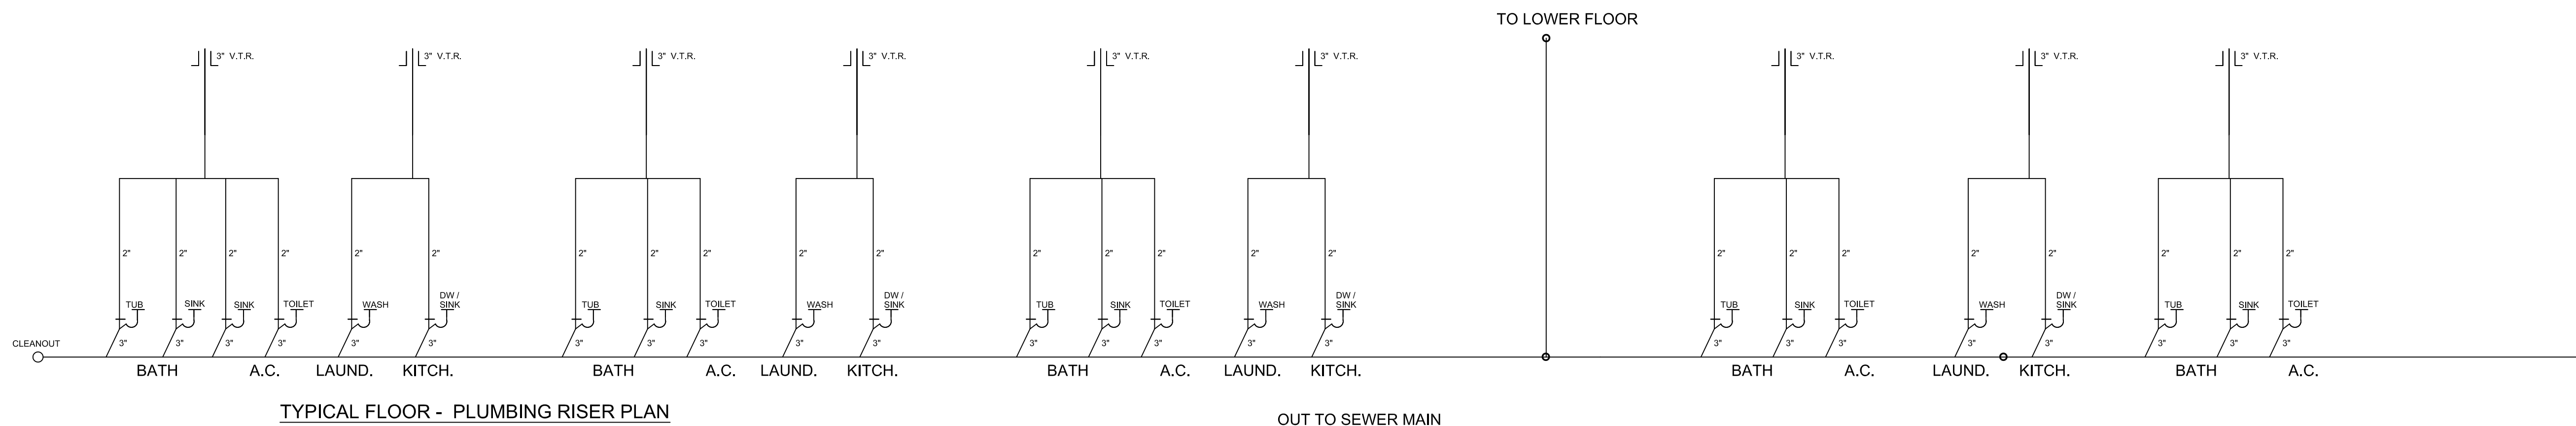 TO LOWER FLOOR
3" V.T.R. 3" V.T.R. 3" V.T.R. 3" V.T.R. 3" V.T.R. 3" V.T.R. 3" V.T.R. 3" V.T.R. 3" V.T.R.
2" 2" 2" 2" 2" 2" 2" 2" 2" 2" 2" 2" 2" 2" 2" 2" 2" 2" 2" 2" 2" 2" 2" 2" 2" 2"
TUB SINK SINK TOILET WASH DW /
SINK
TUB SINK TOILET WASH DW /
SINK
TUB SINK TOILET WASH DW /
SINK
TUB SINK TOILET WASH DW /
SINK
TUB SINK TOILET
CLEANOUT
3" 3" 3" 3" 3" 3" 3" 3" 3" 3" 3" 3" 3" 3" 3" 3" 3" 3" 3" 3" 3" 3" 3" 3"
BATH A.C. LAUND. KITCH. BATH A.C. LAUND. KITCH. BATH A.C. LAUND. KITCH. BATH A.C. LAUND. KITCH. BATH A.C.
TYPICAL FLOOR - PLUMBING RISER PLAN
OUT TO SEWER MAIN